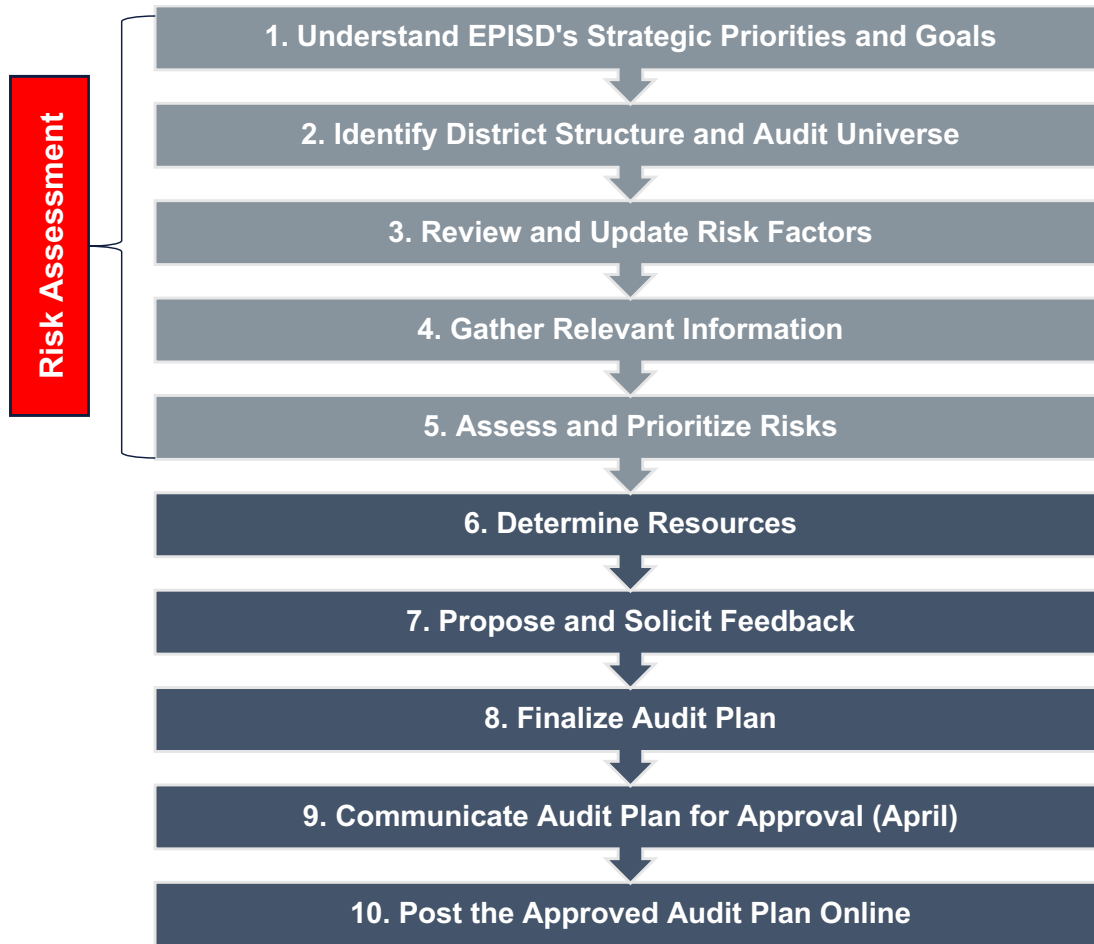 Risk Assessment
1. Understand EPISD's Strategic Priorities and Goals
2. Identify District Structure and Audit Universe
3. Review and Update Risk Factors
4. Gather Relevant Information
5. Assess and Prioritize Risks
6. Determine Resources
7. Propose and Solicit Feedback
8. Finalize Audit Plan
9. Communicate Audit Plan for Approval (April)
10. Post the Approved Audit Plan Online